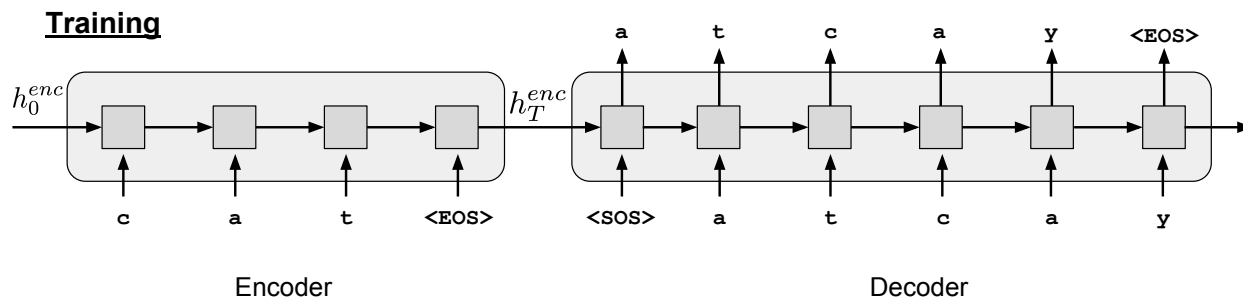 Training
a t c a y <EOS>
h_0^{enc} h_T^{enc}
c a t <EOS> <SOS> a t c a y
Encoder Decoder